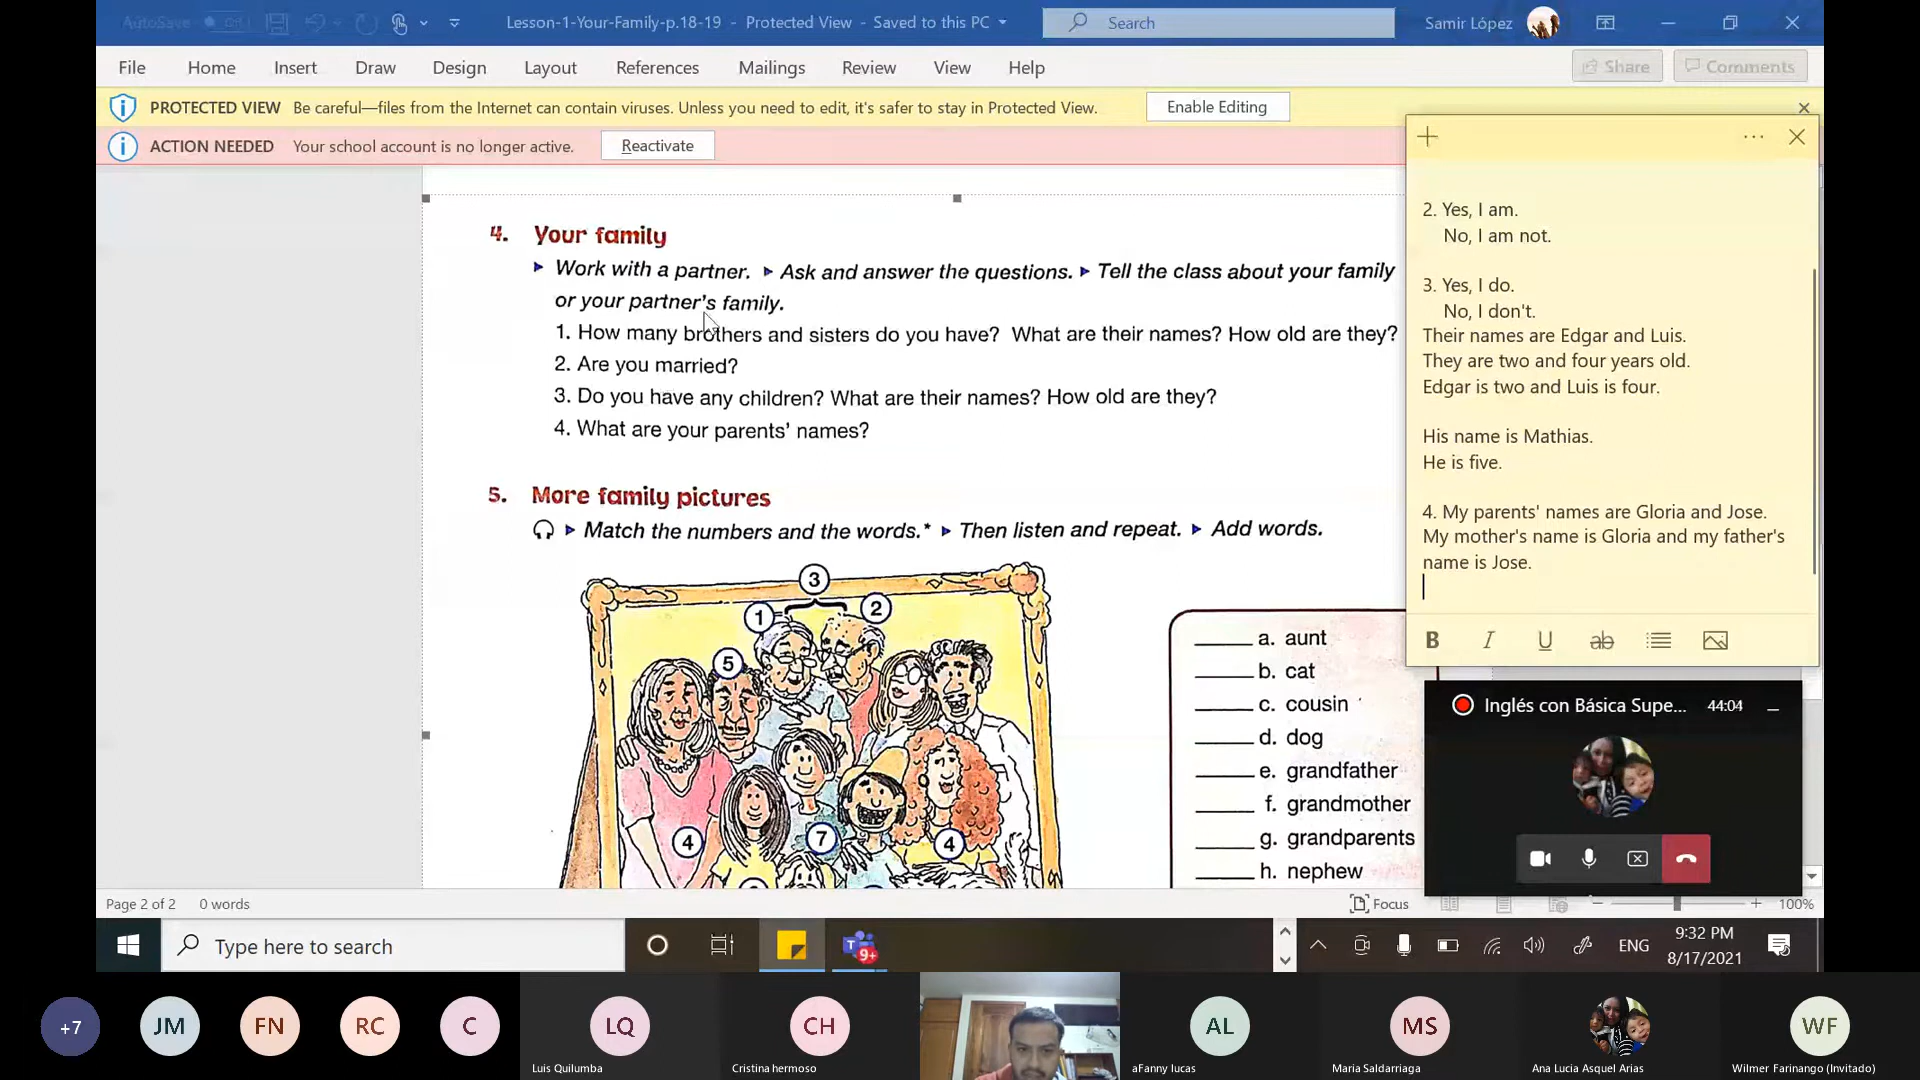 AutoSave
Off
Lesson-1-Your-Family-p.18-19 - Protected View - Saved to this PC
Search
Samir López
File Home Insert Draw Design Layout References Mailings Review View Help
Share
Comments
PROTECTED VIEW Be careful—files from the Internet can contain viruses. Unless you need to edit, it's safer to stay in Protected View.
Enable Editing
ACTION NEEDED Your school account is no longer active.
Reactivate
4. Your family
Work with a partner. Ask and answer the questions. Tell the class about your family
or your partner's family.
1. How many brothers and sisters do you have? What are their names? How old are they?
2. Are you married?
3. Do you have any children? What are their names? How old are they?
4. What are your parents' names?
5. More family pictures
Match the numbers and the words.* Then listen and repeat. Add words.
3
1
2
5
4
7
4
a. aunt
b. cat
c. cousin
d. dog
e. grandfather
f. grandmother
g. grandparents
h. nephew
2. Yes, I am.
No, I am not.
3. Yes, I do.
No, I don't.
Their names are Edgar and Luis.
They are two and four years old.
Edgar is two and Luis is four.
His name is Mathias.
He is five.
4. My parents' names are Gloria and Jose.
My mother's name is Gloria and my father's
name is Jose.
B I U ab
Inglés con Básica Supe... 44:04
Page 2 of 2 0 words
Focus
100%
Type here to search
9+
ENG
9:32 PM
8/17/2021
+7
JM
FN
RC
C
LQ
Luis Quilumba
CH
Cristina hermoso
AL
aFanny lucas
MS
Maria Saldarriaga
Ana Lucia Asquel Arias
WF
Wilmer Farinango (Invitado)